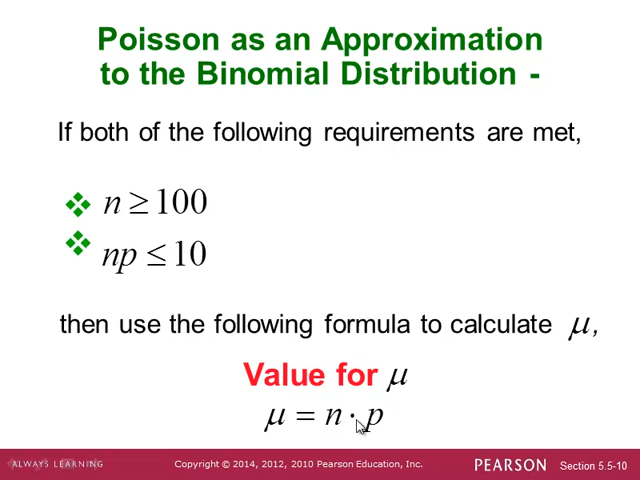 Poisson as an Approximation
to the Binomial Distribution -
If both of the following requirements are met,
n ≥ 100
np ≤ 10
then use the following formula to calculate μ,
Value for μ
μ = n · p
ALWAYS LEARNING
Copyright © 2014, 2012, 2010 Pearson Education, Inc.
PEARSON
Section 5.5-10